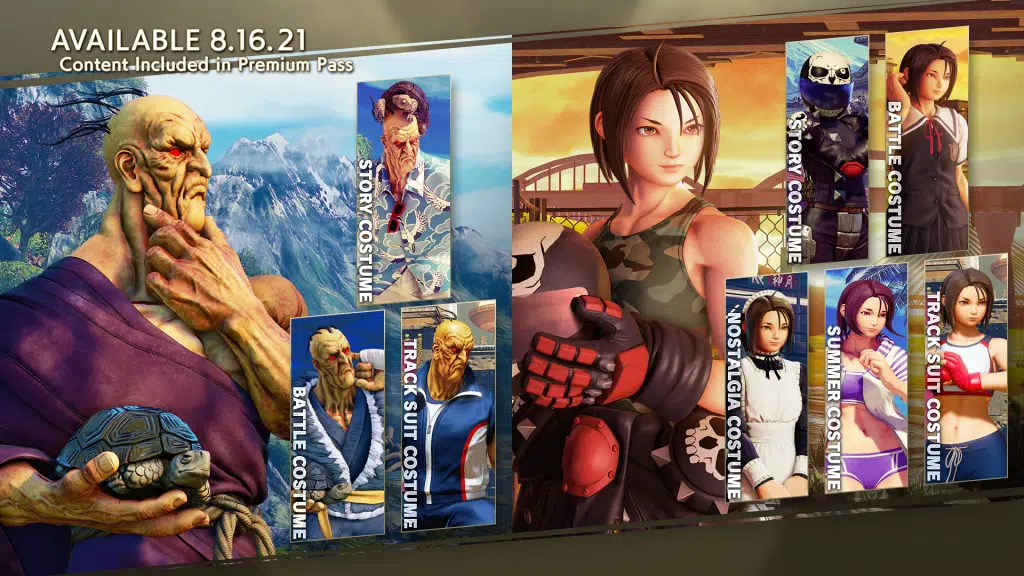 AVAILABLE 8.16.21
Content Included in Premium Pass
STORY COSTUME
BATTLE COSTUME
TRACK SUIT COSTUME
STORY COSTUME
BATTLE COSTUME
NOSTALGIA COSTUME
SUMMER COSTUME
TRACK SUIT COSTUME